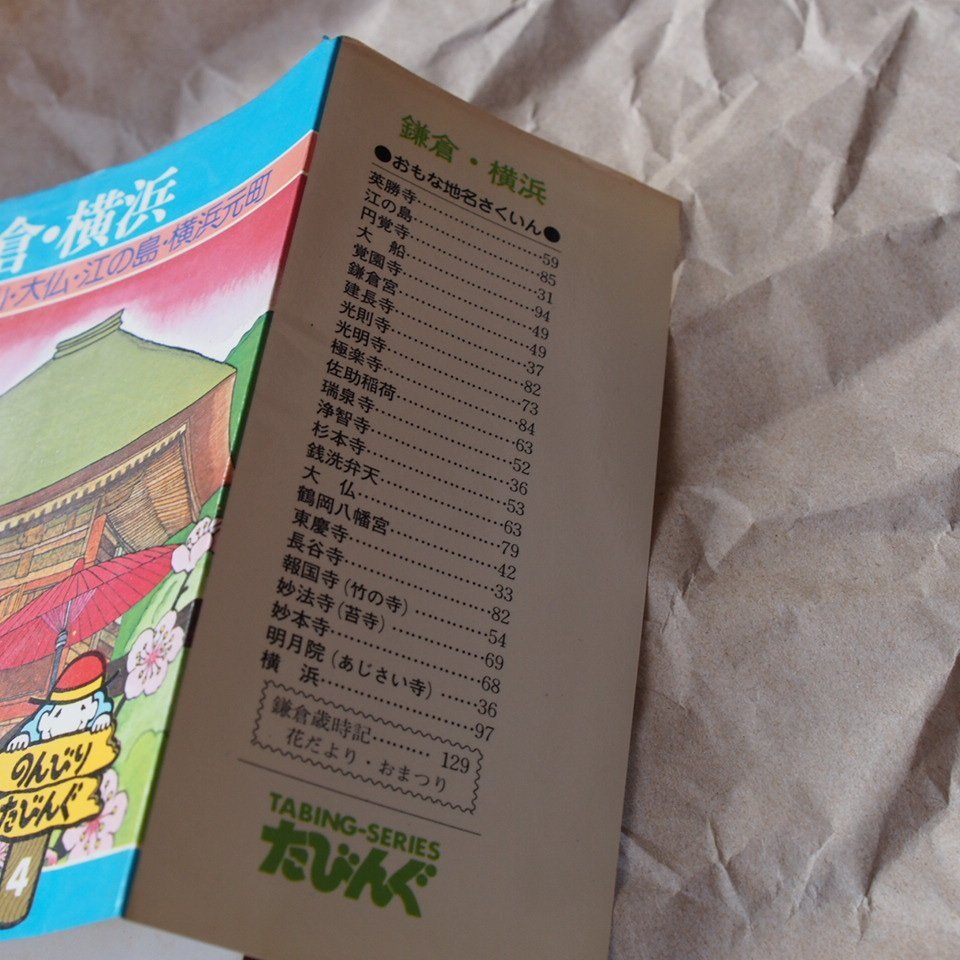 倉・横浜
・大仏・江の島・横浜元町
のんびり
たびんぐ
4
鎌倉・横浜
●おもな地名さくいん●
英勝寺……………………59
江の島……………………85
円覚寺……………………31
大　船……………………94
覚園寺……………………49
鎌倉宮……………………49
建長寺……………………37
光則寺……………………82
光明寺……………………73
極楽寺……………………84
佐助稲荷…………………63
瑞泉寺……………………52
浄智寺……………………36
杉本寺……………………53
銭洗弁天…………………63
大　仏……………………79
鶴岡八幡宮………………42
東慶寺……………………33
長谷寺……………………82
報国寺（竹の寺）…………54
妙法寺（苔寺）……………69
妙本寺……………………68
明月院（あじさい寺）……36
横　浜……………………97
鎌倉歳時記………129
花だより・おまつり
TABING-SERIES
たびんぐ